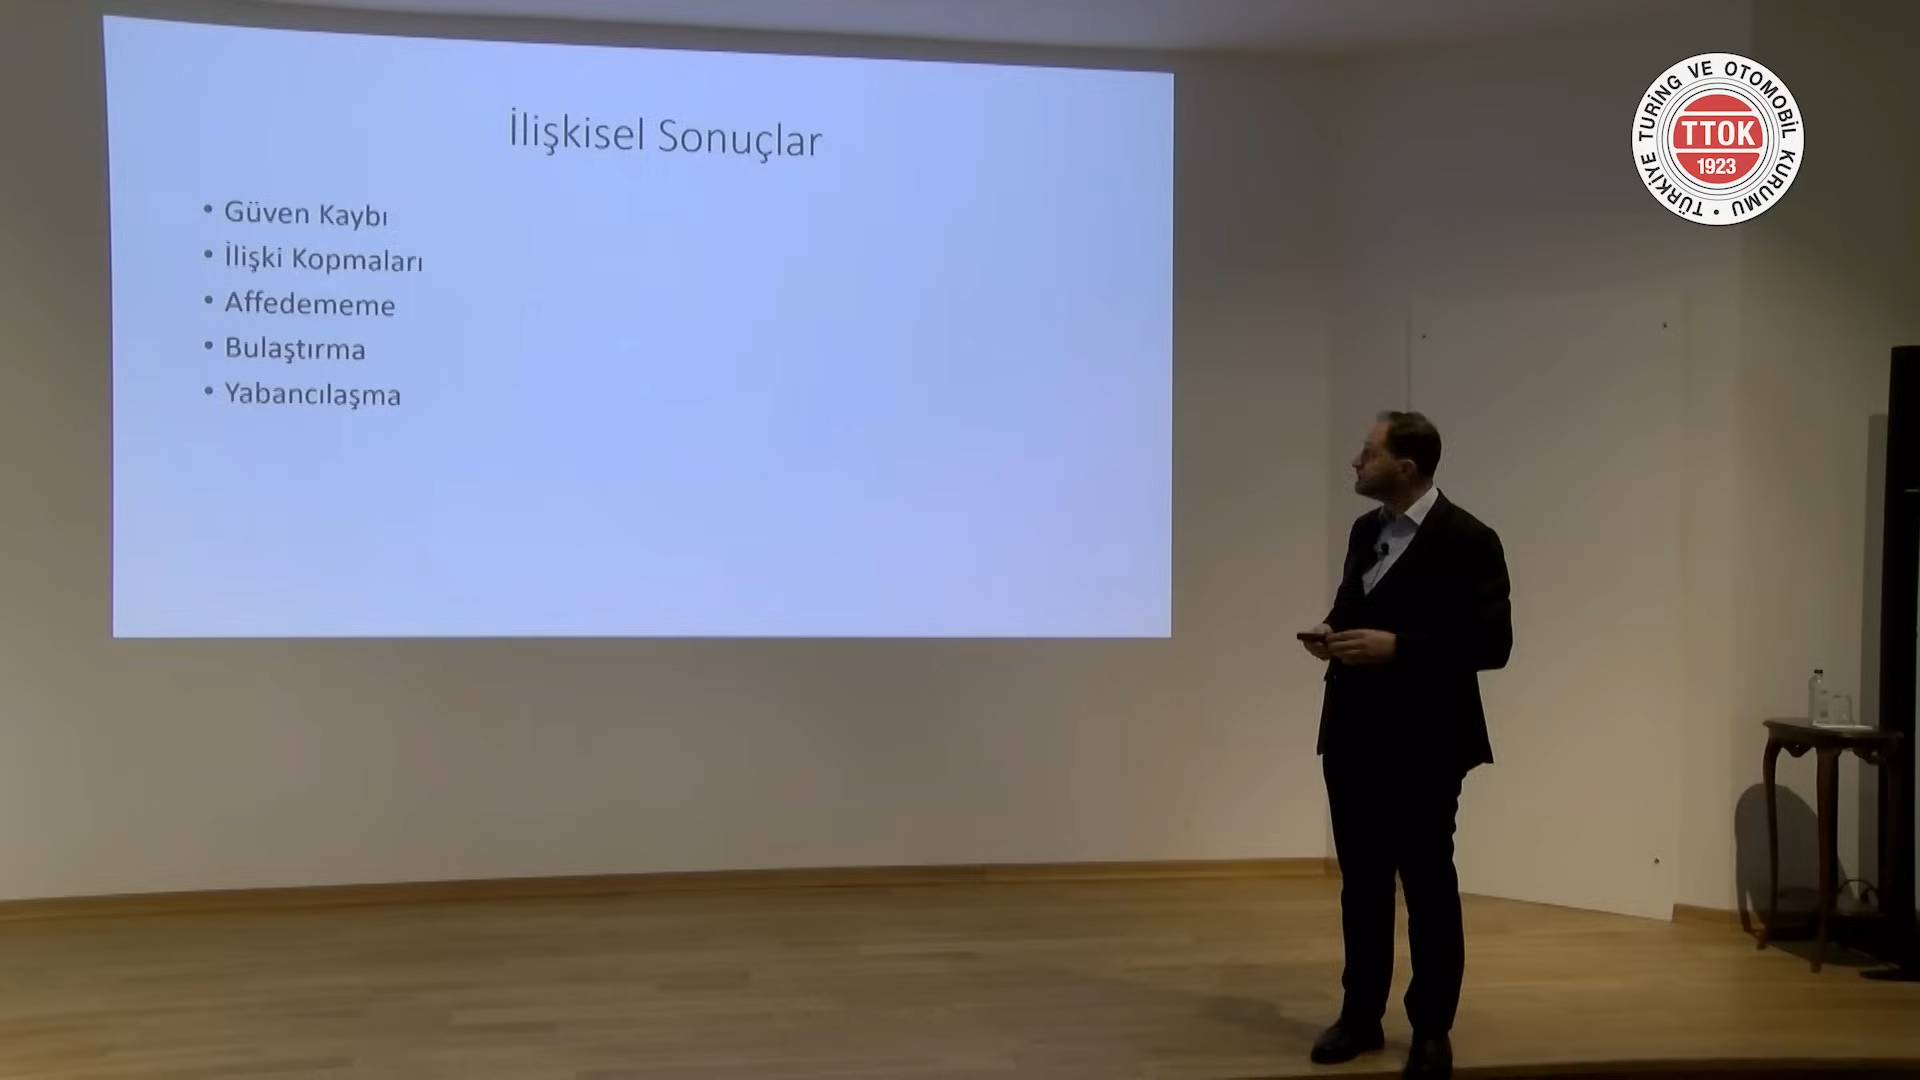 İlişkisel Sonuçlar
• Güven Kaybı
• İlişki Kopmaları
• Affedememe
• Bulaştırma
• Yabancılaşma
TÜRKİYE TURİNG VE OTOMOBİL KURUMU •
TTOK
1923